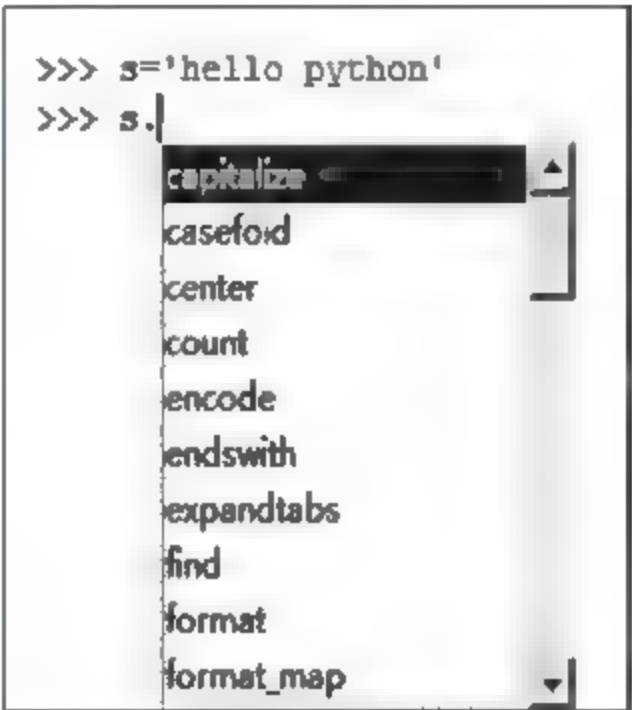 >>> s='hello python'
>>> s.
capitalize
casefold
center
count
encode
endswith
expandtabs
find
format
format_map